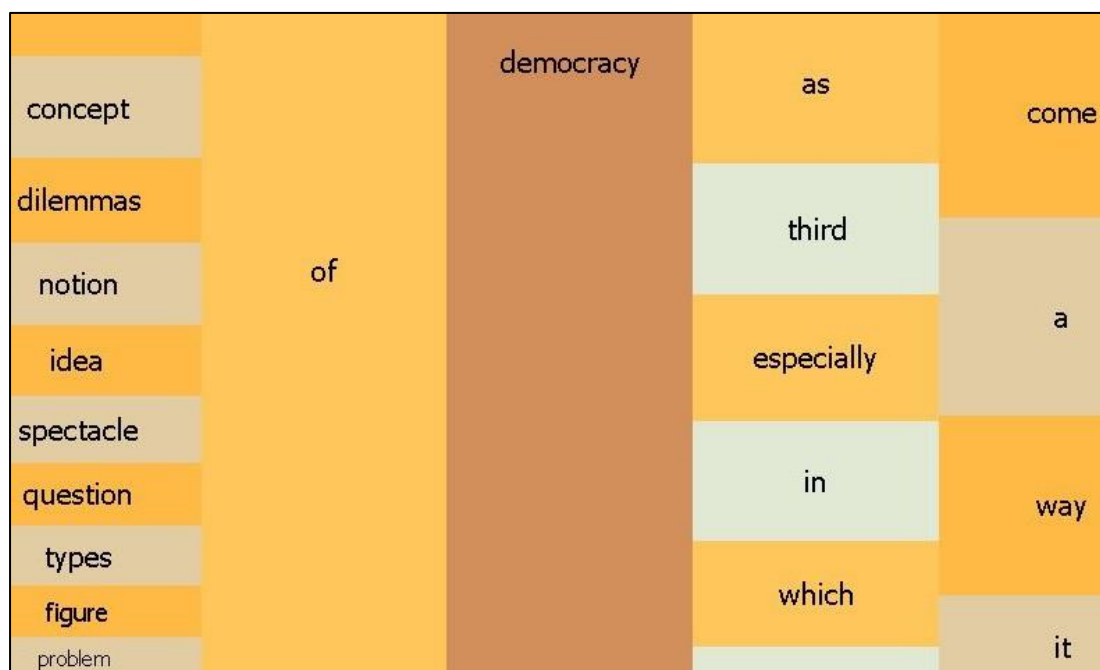 concept
dilemmas
notion
idea
spectacle
question
types
figure
problem
of
democracy
as
third
especially
in
which
come
a
way
it